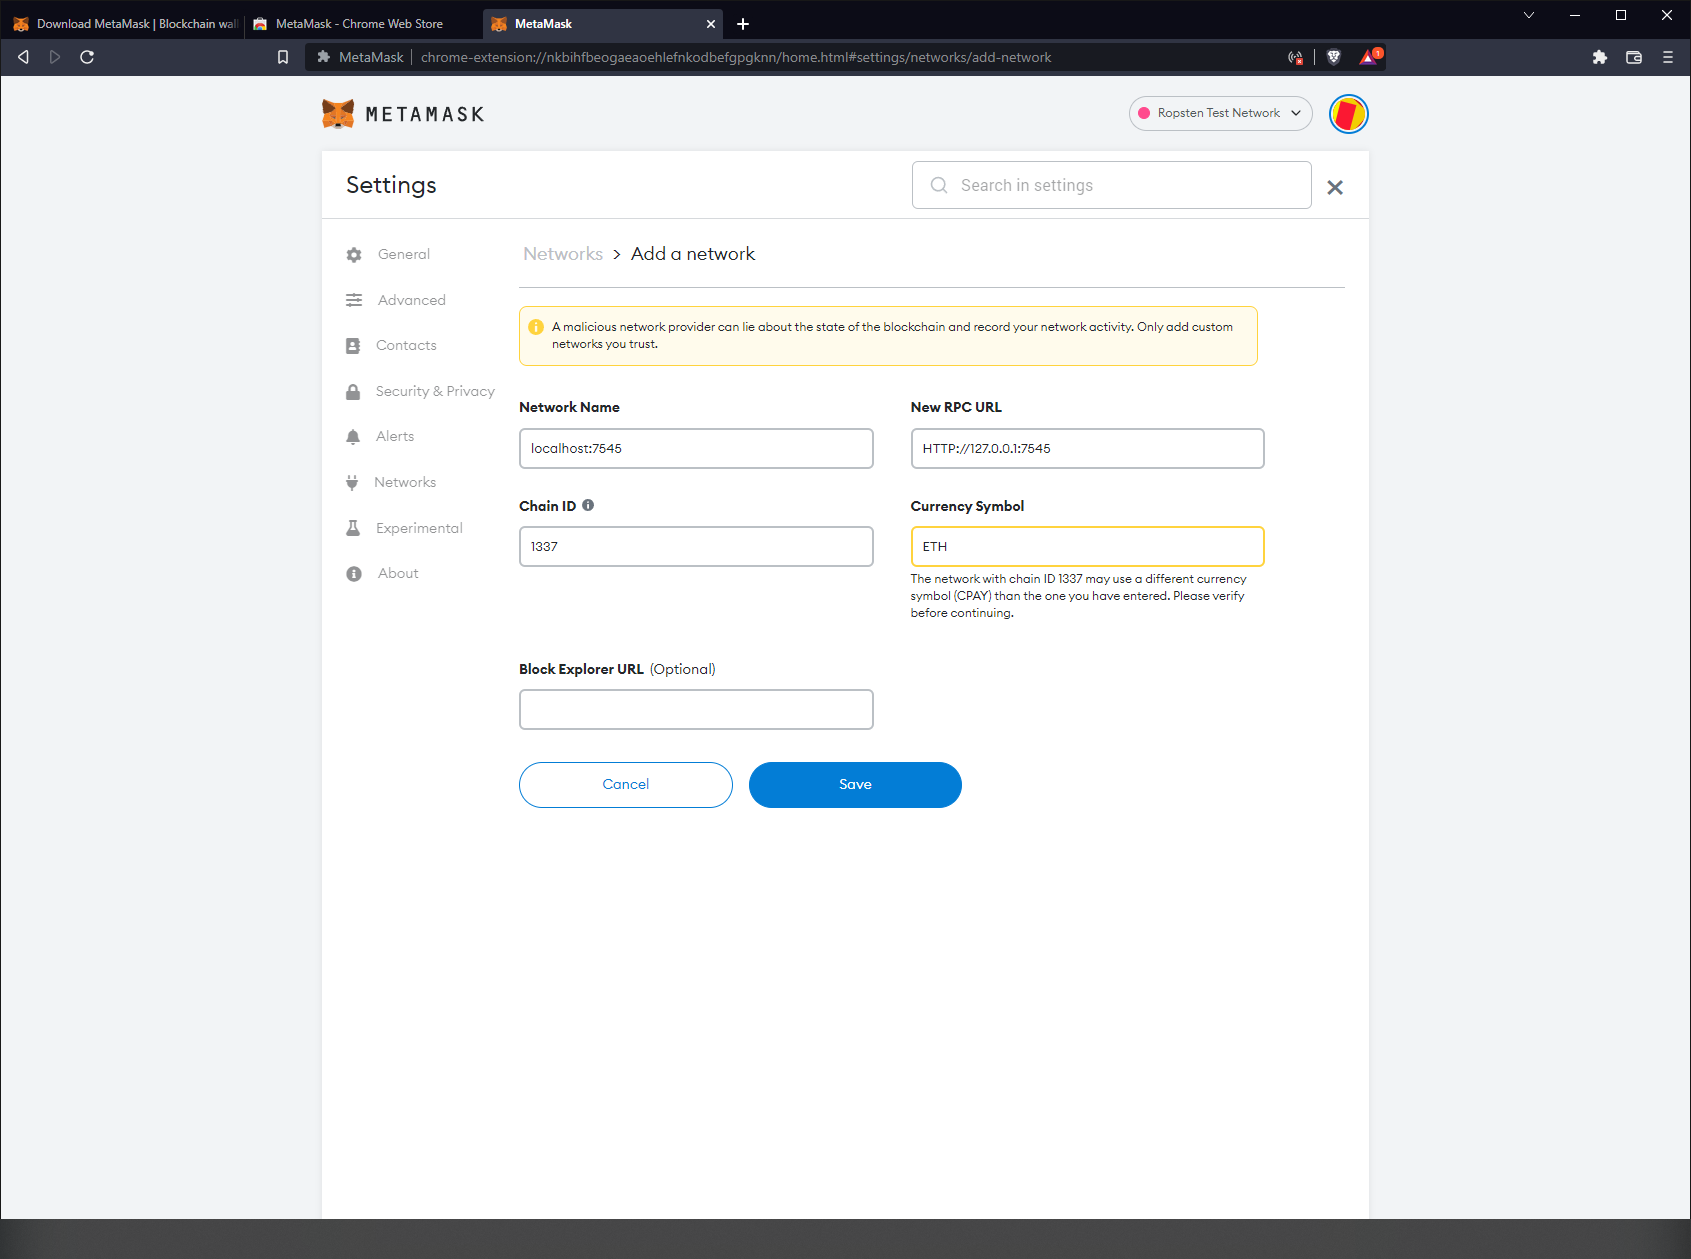 Download MetaMask | Blockchain wal
MetaMask - Chrome Web Store
MetaMask
MetaMask
chrome-extension://nkbihfbeogaeaoehlefnkodbefgpgknn/home.html#settings/networks/add-network
1
METAMASK
Ropsten Test Network
Settings
Search in settings
General
Advanced
Contacts
Security & Privacy
Alerts
Networks
Experimental
About
Networks > Add a network
A malicious network provider can lie about the state of the blockchain and record your network activity. Only add custom
networks you trust.
Network Name
localhost:7545
New RPC URL
HTTP://127.0.0.1:7545
Chain ID
1337
Currency Symbol
ETH
The network with chain ID 1337 may use a different currency
symbol (CPAY) than the one you have entered. Please verify
before continuing.
Block Explorer URL (Optional)
Cancel
Save